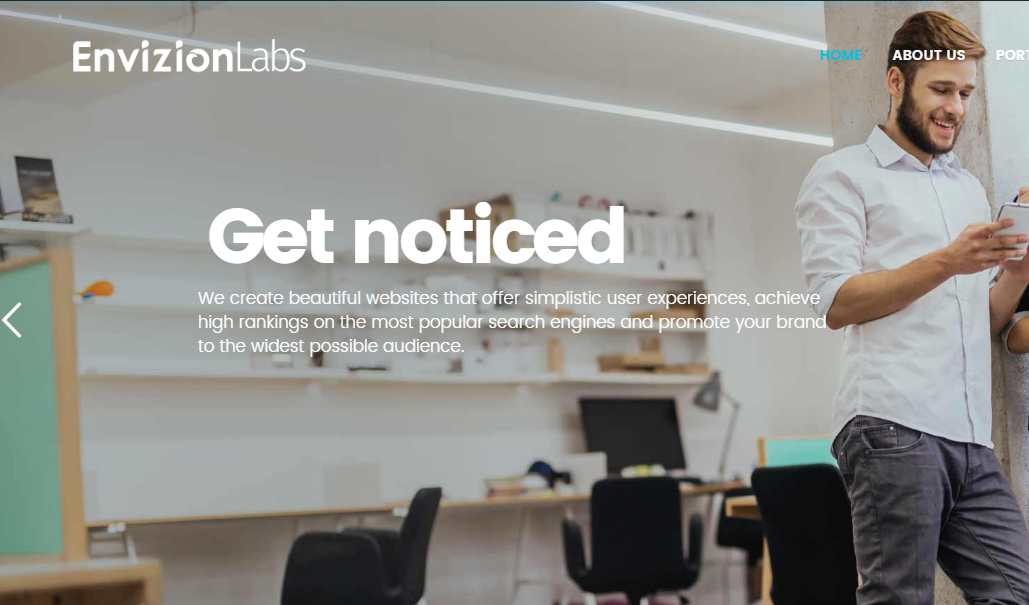 EnvizionLabs
HOME ABOUT US PORT
Get noticed
We create beautiful websites that offer simplistic user experiences, achieve
high rankings on the most popular search engines and promote your brand
to the widest possible audience.